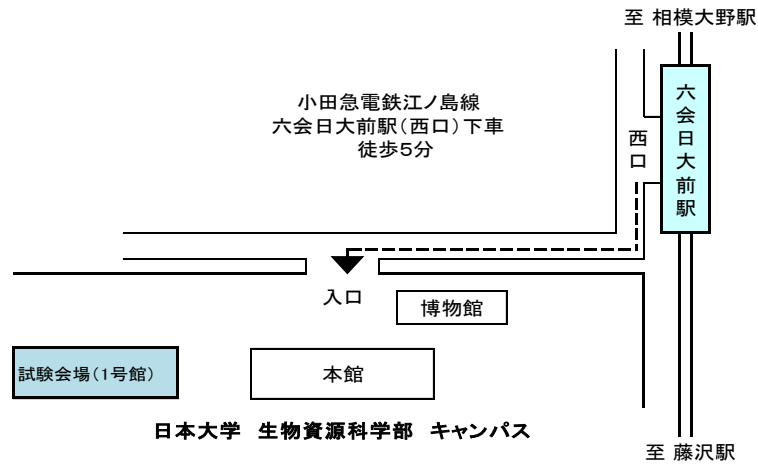 至 相模大野駅
小田急電鉄江ノ島線
六会日大前駅(西口)下車
徒歩5分
六会日大前駅
西口
入口
博物館
試験会場(1号館)
本館
日本大学 生物資源科学部 キャンパス
至 藤沢駅